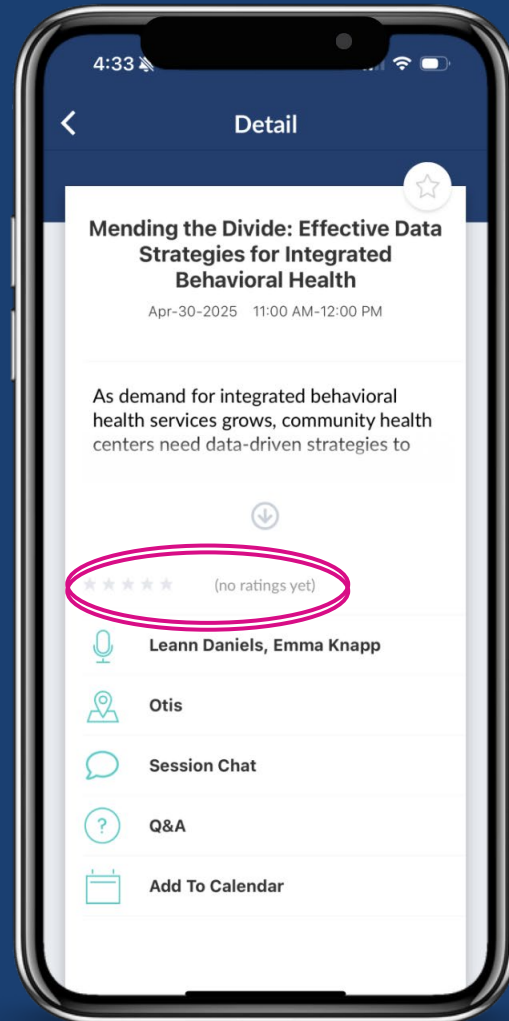 4:33
Detail
Mending the Divide: Effective Data
Strategies for Integrated
Behavioral Health
Apr-30-2025 11:00 AM-12:00 PM
As demand for integrated behavioral
health services grows, community health
centers need data-driven strategies to
(no ratings yet)
Leann Daniels, Emma Knapp
Otis
Session Chat
?
Q&A
Add To Calendar